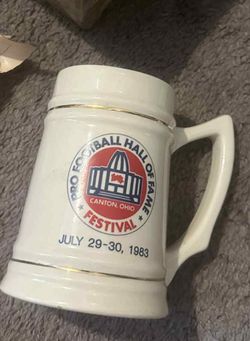 PRO FOOTBALL HALL OF FAME
CANTON, OHIO
FESTIVAL
JULY 29-30, 1983